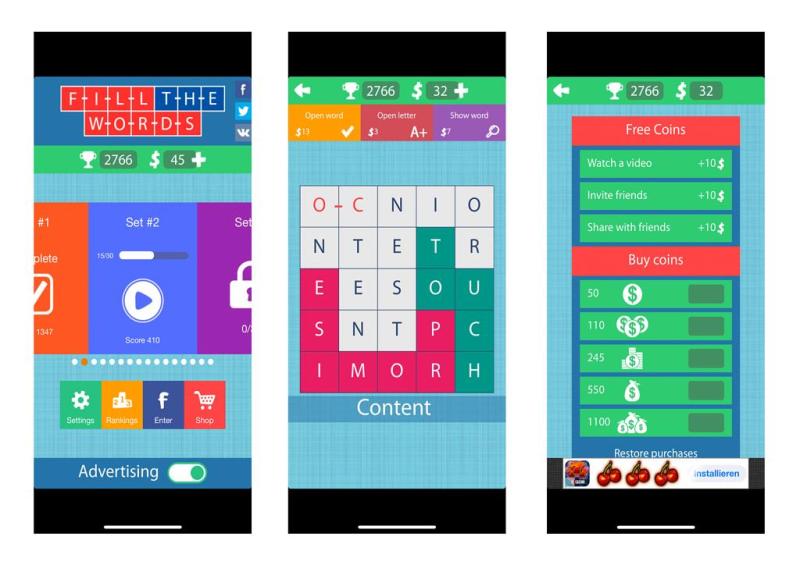 FILL THE
WORDS
f
2766 $ 45
#1
Set #2
Set
plete
15/30
1347
Score 410
0/3
Settings
Rankings
Enter
Shop
Advertising
2766 $ 32
Open word
Open letter
Show word
$13
$3 A+
$7
O - C N I O
N T E T R
E E S O U
S N T P C
I M O R H
Content
2766 $ 32
Free Coins
Watch a video +10$
Invite friends +10$
Share with friends +10$
Buy coins
50
110
245
550
1100
Restore purchases
installieren